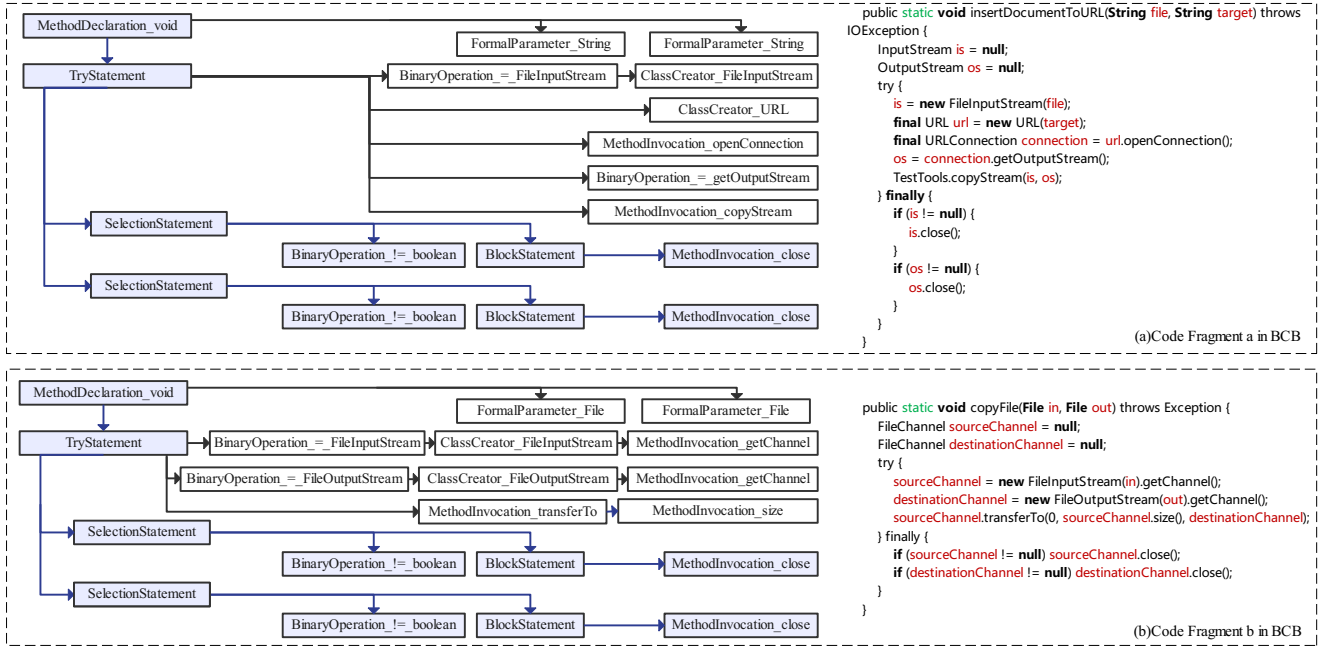 MethodDeclaration_void
FormalParameter_String
FormalParameter_String
TryStatement
BinaryOperation_=_FileInputStream
ClassCreator_FileInputStream
ClassCreator_URL
MethodInvocation_openConnection
BinaryOperation_=_getOutputStream
MethodInvocation_copyStream
SelectionStatement
BinaryOperation_!=_boolean
BlockStatement
MethodInvocation_close
SelectionStatement
BinaryOperation_!=_boolean
BlockStatement
MethodInvocation_close
public static void insertDocumentToURL(String file, String target) throws
IOException {
InputStream is = null;
OutputStream os = null;
try {
is = new FileInputStream(file);
final URL url = new URL(target);
final URLConnection connection = url.openConnection();
os = connection.getOutputStream();
TestTools.copyStream(is, os);
} finally {
if (is != null) {
is.close();
}
if (os != null) {
os.close();
}
}
}
(a)Code Fragment a in BCB
MethodDeclaration_void
FormalParameter_File
FormalParameter_File
TryStatement
BinaryOperation_=_FileInputStream
ClassCreator_FileInputStream
MethodInvocation_getChannel
BinaryOperation_=_FileOutputStream
ClassCreator_FileOutputStream
MethodInvocation_getChannel
MethodInvocation_transferTo
MethodInvocation_size
SelectionStatement
BinaryOperation_!=_boolean
BlockStatement
MethodInvocation_close
SelectionStatement
BinaryOperation_!=_boolean
BlockStatement
MethodInvocation_close
public static void copyFile(File in, File out) throws Exception {
FileChannel sourceChannel = null;
FileChannel destinationChannel = null;
try {
sourceChannel = new FileInputStream(in).getChannel();
destinationChannel = new FileOutputStream(out).getChannel();
sourceChannel.transferTo(0, sourceChannel.size(), destinationChannel);
} finally {
if (sourceChannel != null) sourceChannel.close();
if (destinationChannel != null) destinationChannel.close();
}
}
(b)Code Fragment b in BCB